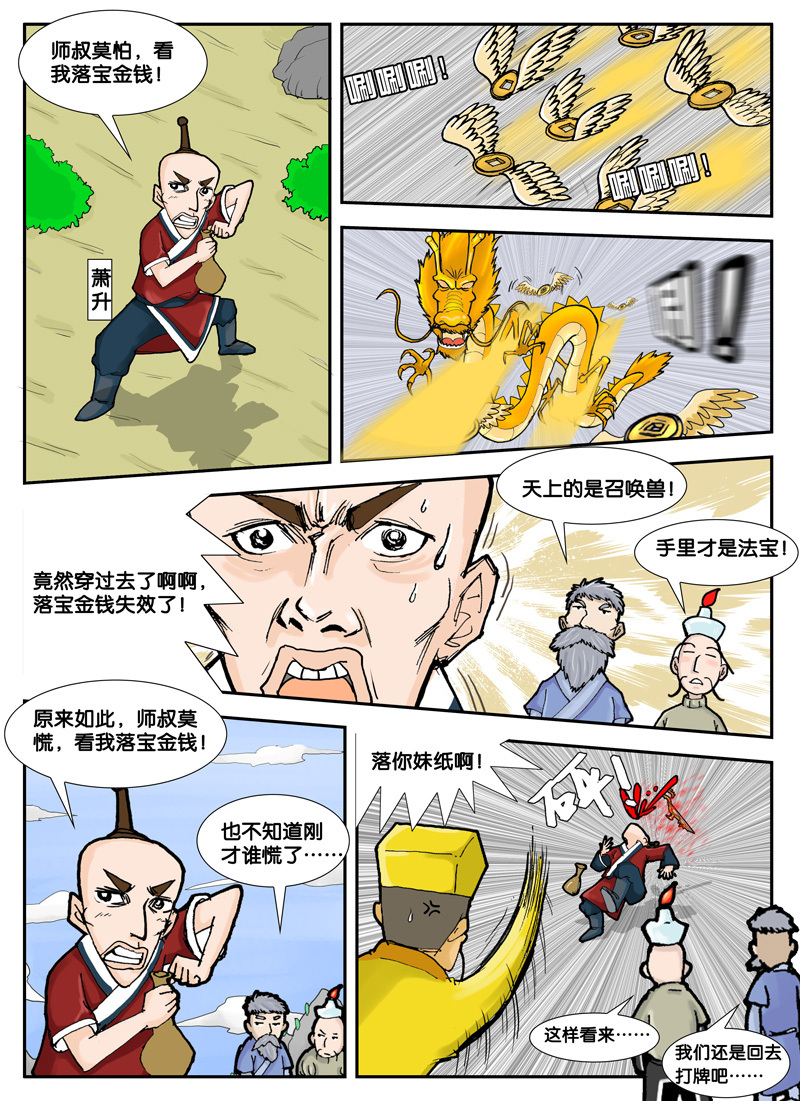 师叔莫怕，看
我落宝金钱！
萧升
唰唰唰！
唰唰唰！
天上的是召唤兽！
手里才是法宝！
竟然穿过去了啊啊，
落宝金钱失效了！
原来如此，师叔莫
慌，看我落宝金钱！
也不知道刚
才谁慌了……
落你妹纸啊！
砰！
这样看来……
我们还是回去
打牌吧……